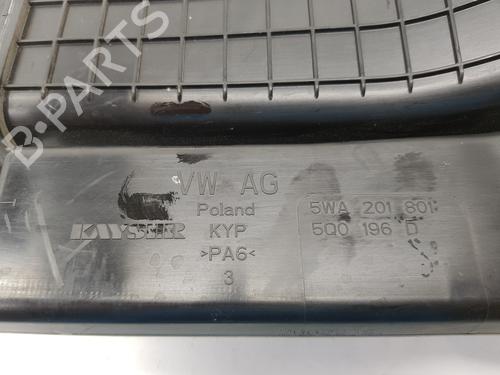 B-PARTS
VW AG
Poland
KAYSER KYP
>PA6<
3
5WA 201 801
5Q0 196 D